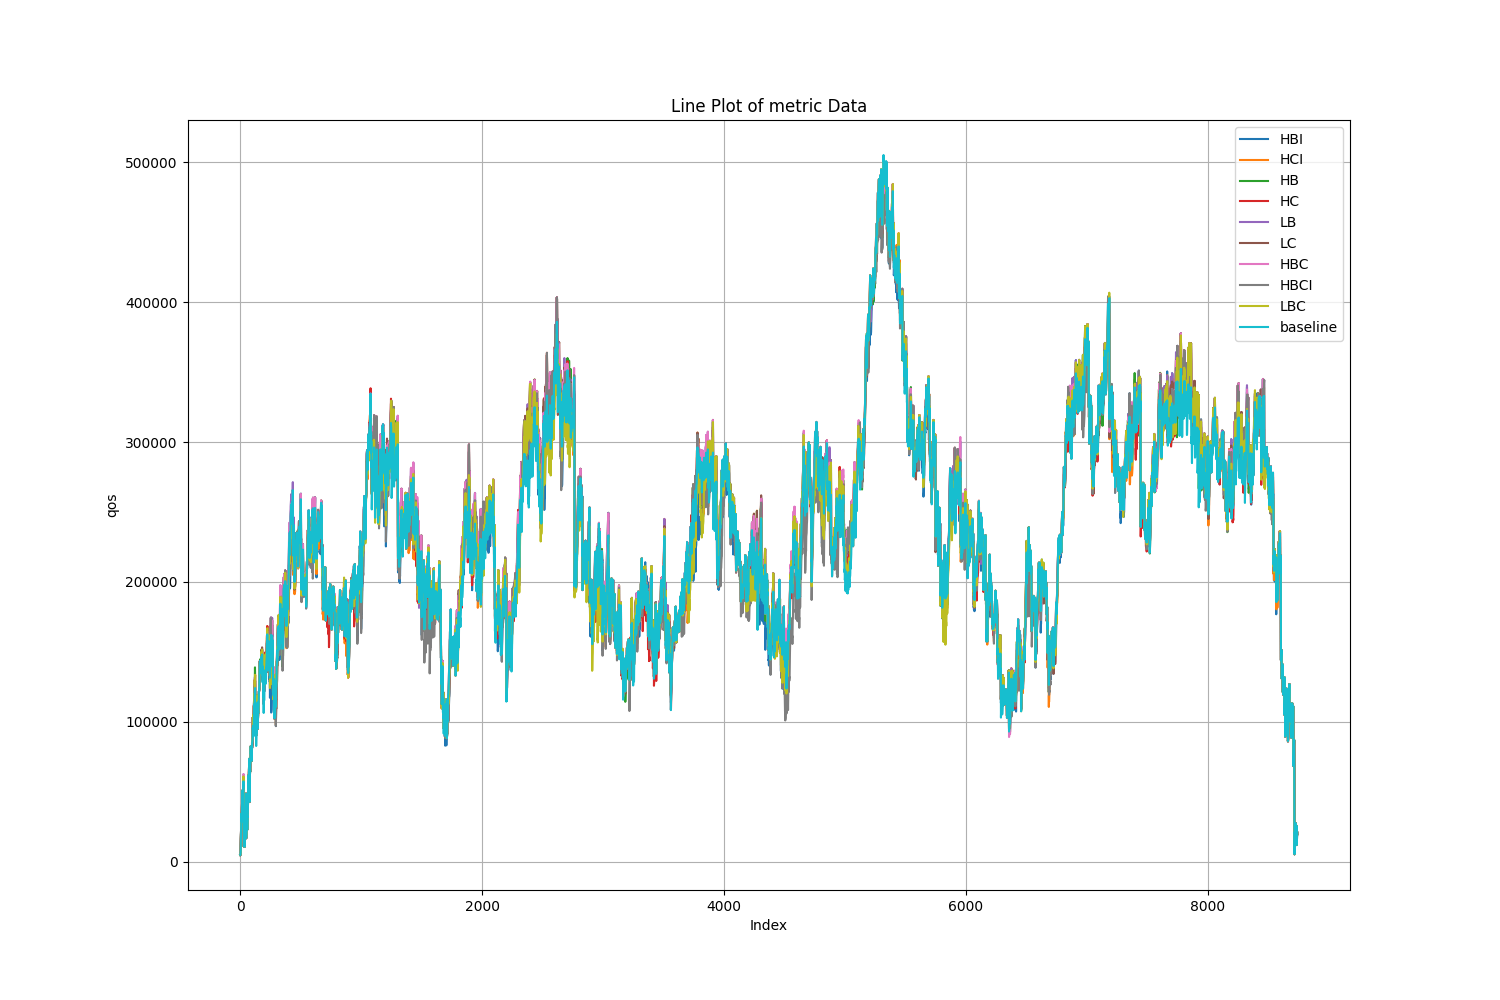 Line Plot of metric Data
qos
500000
400000
300000
200000
100000
0
HBI
HCI
HB
HC
LB
LC
HBC
HBCI
LBC
baseline
0 2000 4000 6000 8000
Index